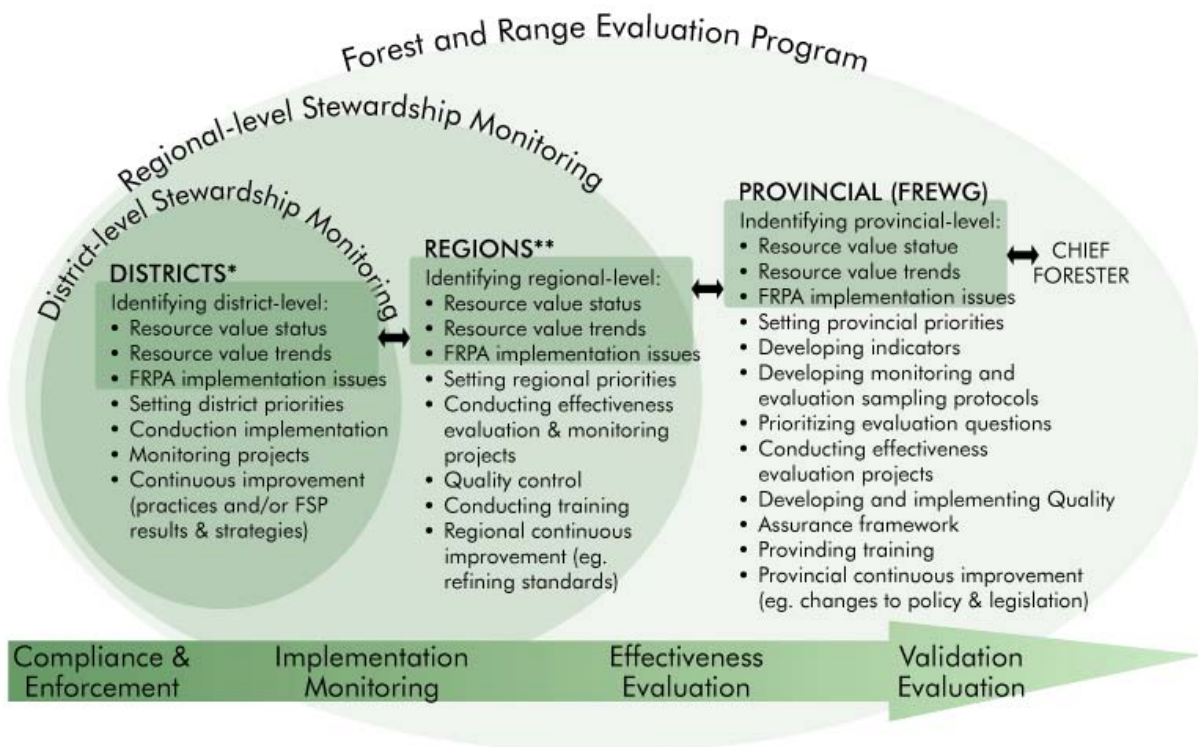 Forest and Range Evaluation Program
Regional-level Stewardship Monitoring
District-level Stewardship Monitoring
DISTRICTS*
Identifying district-level:
• Resource value status
• Resource value trends
• FRPA implementation issues
• Setting district priorities
• Conduction implementation
• Monitoring projects
• Continuous improvement
(practices and/or FSP
results & strategies)
REGIONS**
Identifying regional-level:
• Resource value status
• Resource value trends
• FRPA implementation issues
• Setting regional priorities
• Conducting effectiveness
evaluation & monitoring
projects
• Quality control
• Conducting training
• Regional continuous
improvement (eg.
refining standards)
PROVINCIAL (FREWG)
Indentifying provincial-level:
• Resource value statue
• Resource value trends
• FRPA implementation issues
• Setting provincial priorities
• Developing indicators
• Developing monitoring and
evaluation sampling protocols
• Prioritizing evaluation questions
• Conducting effectiveness
evaluation projects
• Developing and implementing Quality
• Assurance framework
• Provinding training
• Provincial continuous improvement
(eg. changes to policy & legislation)
CHIEF
FORESTER
Compliance &
Enforcement
Implementation
Monitoring
Effectiveness
Evaluation
Validation
Evaluation